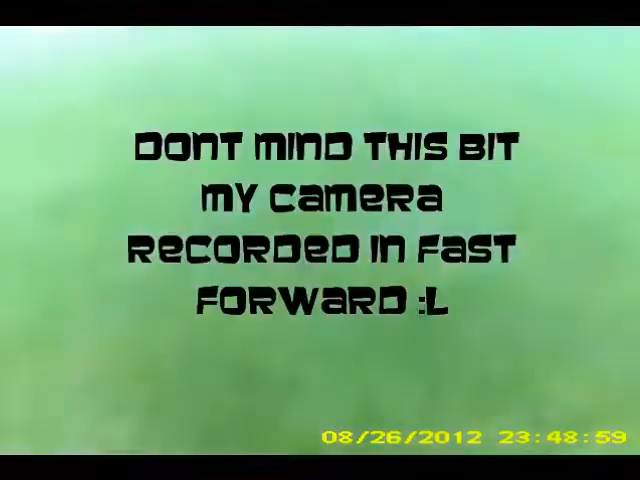 DONT MIND THIS BIT
MY CAMERA
RECORDED IN FAST
FORWARD :L
08/26/2012 23:48:59